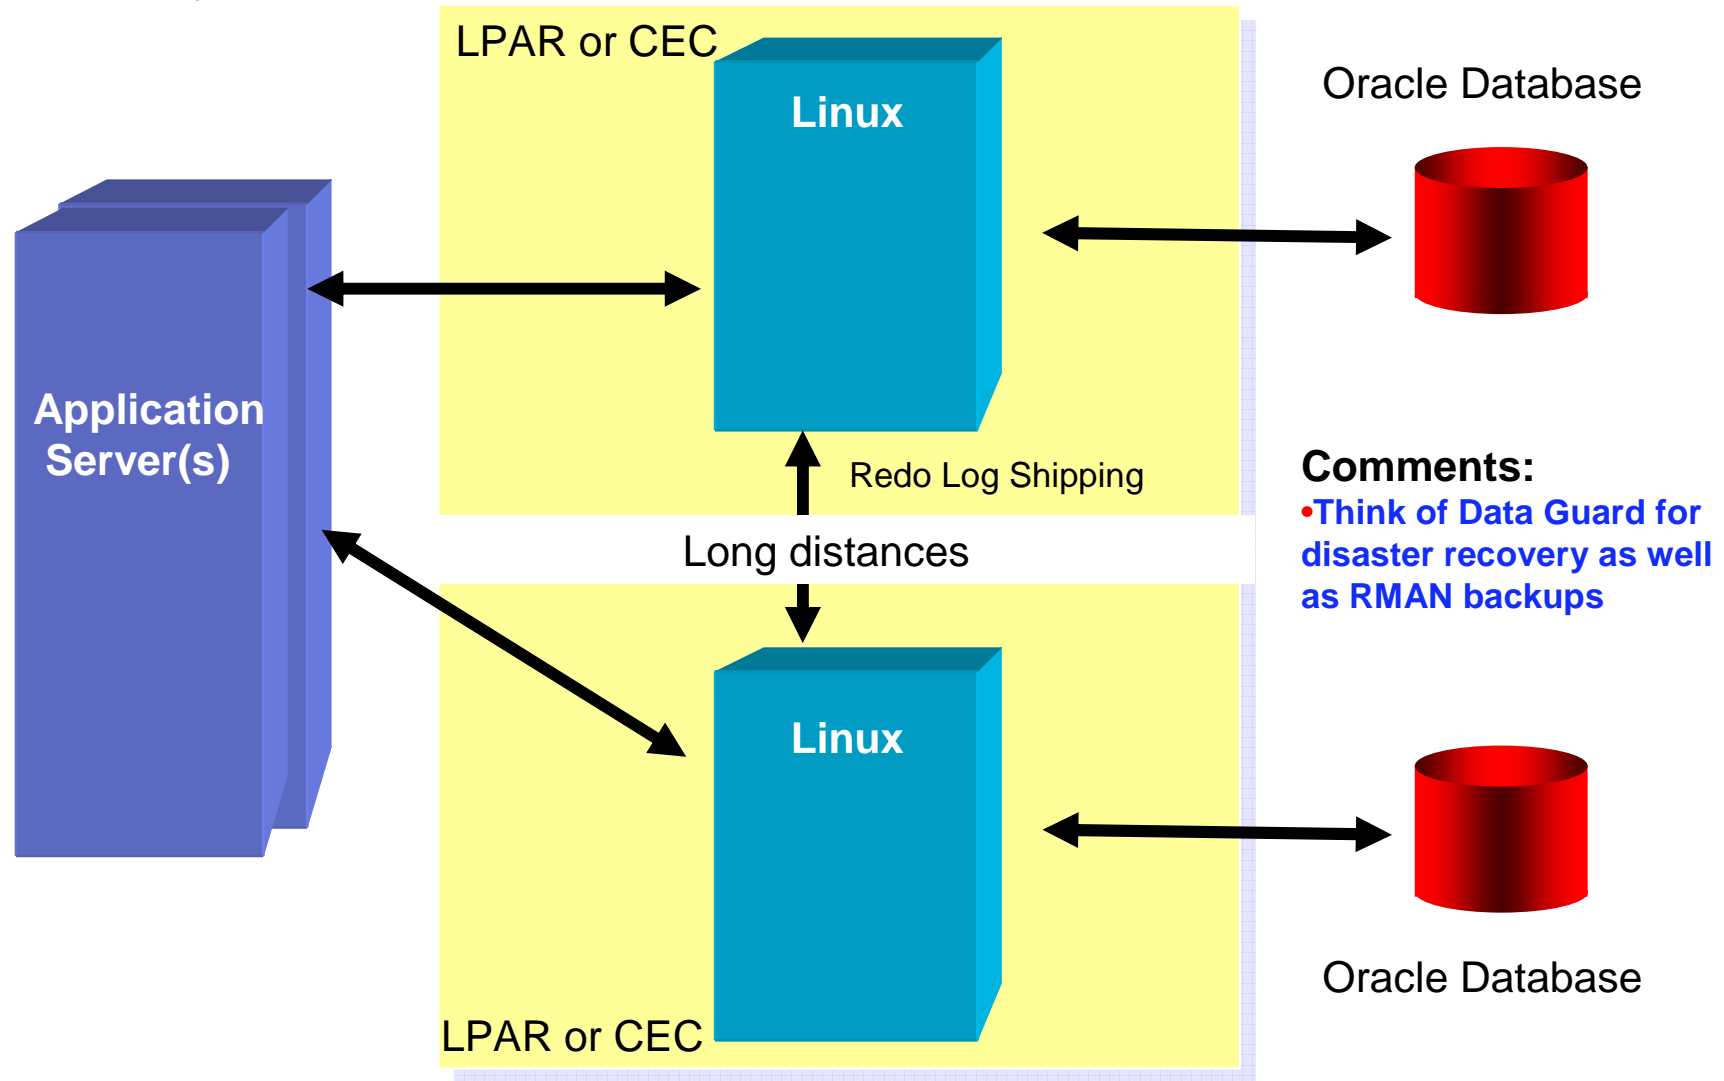 LPAR or CEC
Linux
Oracle Database
Application
Server(s)
Redo Log Shipping
Long distances
Comments:
•Think of Data Guard for
disaster recovery as well
as RMAN backups
Linux
Oracle Database
LPAR or CEC